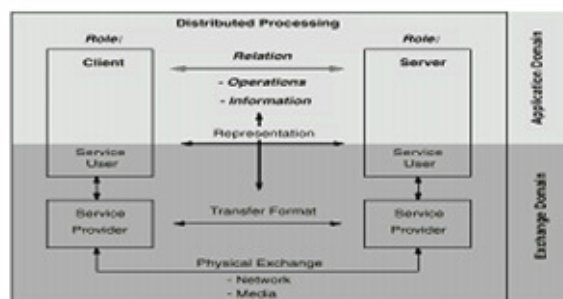 Distributed Processing
Role:
Role:
Client
Relation
Server
- Operations
- Information
Representation
Service
User
Service
User
Service
Provider
Transfer Format
Service
Provider
Physical Exchange
- Network
- Media
Application Domain
Exchange Domain